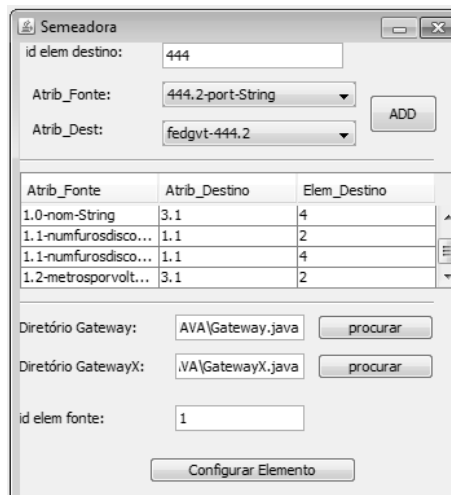 Semeadora
id elem destino: 444
Atrib_Fonte: 444.2-port-String
ADD
Atrib_Dest: fedgvt-444.2
Atrib_Fonte Atrib_Destino Elem_Destino
1.0-nom-String 3.1 4
1.1-numfurosdisco... 1.1 2
1.1-numfurosdisco... 1.1 4
1.2-metrosporvolt... 3.1 2
Diretório Gateway: AVA\Gateway.java procurar
Diretório GatewayX: .VA\GatewayX.java procurar
id elem fonte: 1
Configurar Elemento